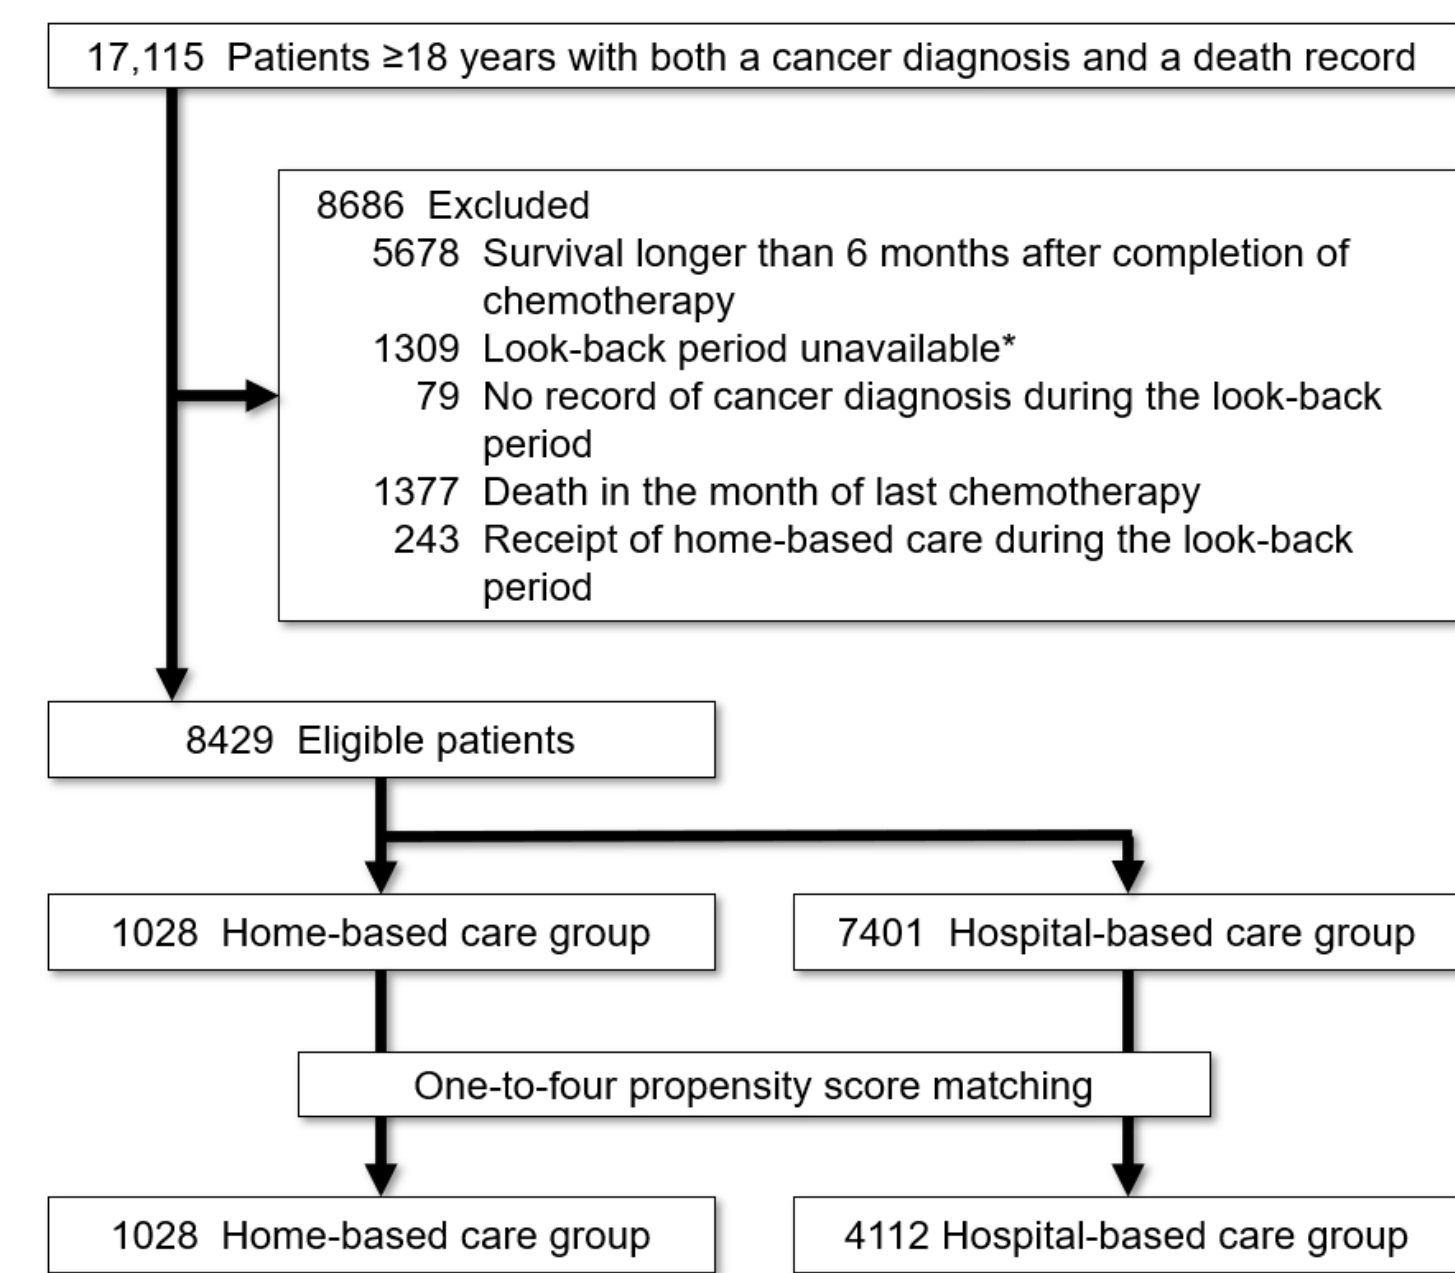 17,115 Patients ≥18 years with both a cancer diagnosis and a death record
8686 Excluded
5678 Survival longer than 6 months after completion of
chemotherapy
1309 Look-back period unavailable*
79 No record of cancer diagnosis during the look-back
period
1377 Death in the month of last chemotherapy
243 Receipt of home-based care during the look-back
period
8429 Eligible patients
1028 Home-based care group
7401 Hospital-based care group
One-to-four propensity score matching
1028 Home-based care group
4112 Hospital-based care group